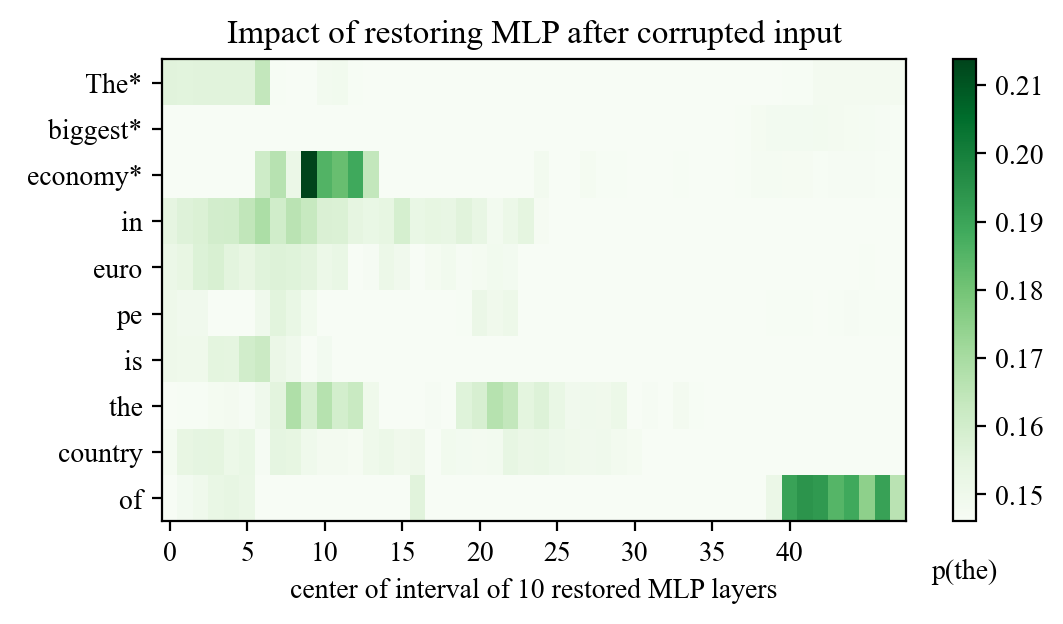 Impact of restoring MLP after corrupted input
The*
biggest*
economy*
in
euro
pe
is
the
country
of
0 5 10 15 20 25 30 35 40
center of interval of 10 restored MLP layers
0.21
0.20
0.19
0.18
0.17
0.16
0.15
p(the)